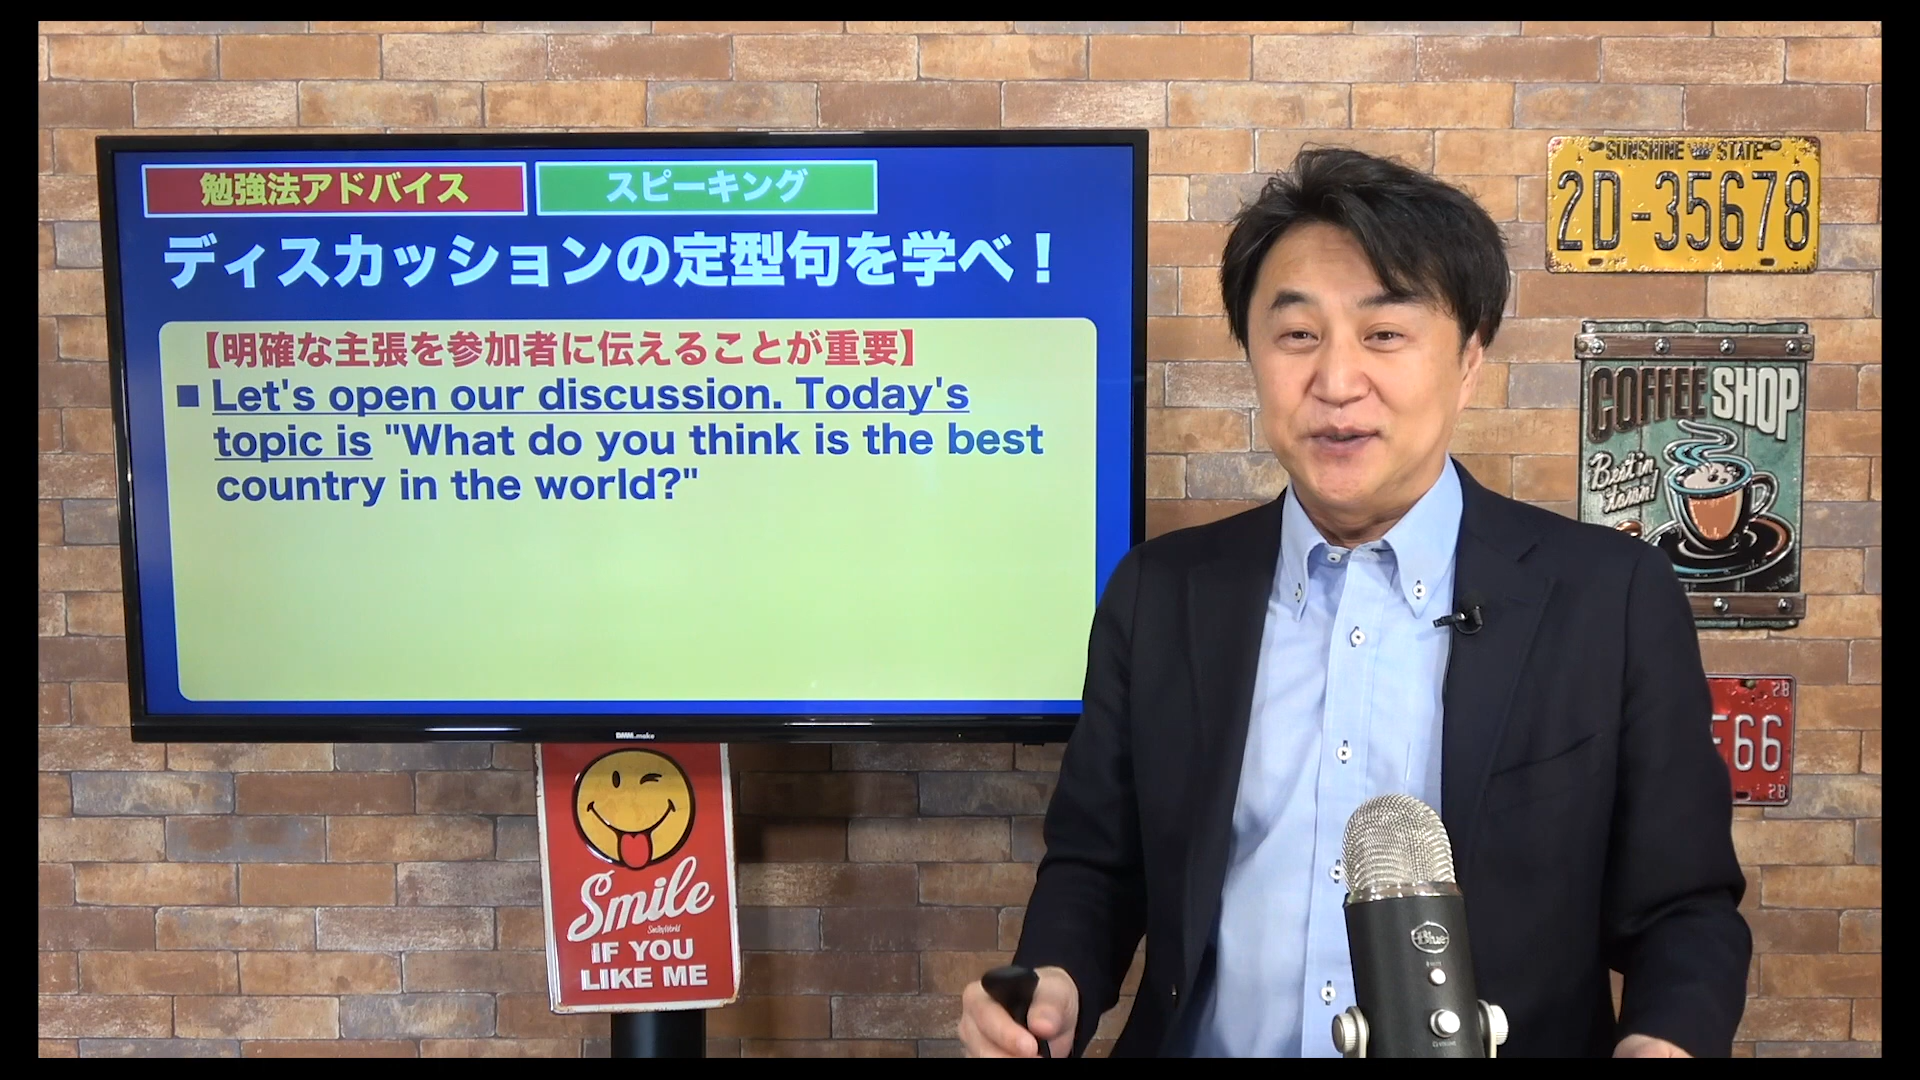 勉強法アドバイス
スピーキング
ディスカッションの定型句を学べ！
【明確な主張を参加者に伝えることが重要】
■ Let's open our discussion. Today's
topic is "What do you think is the best
country in the world?"
DMM.make
SUNSHINE STATE
2D-35678
COFFEE SHOP
Best in
town!
66
Smile
IF YOU
LIKE ME
Blue